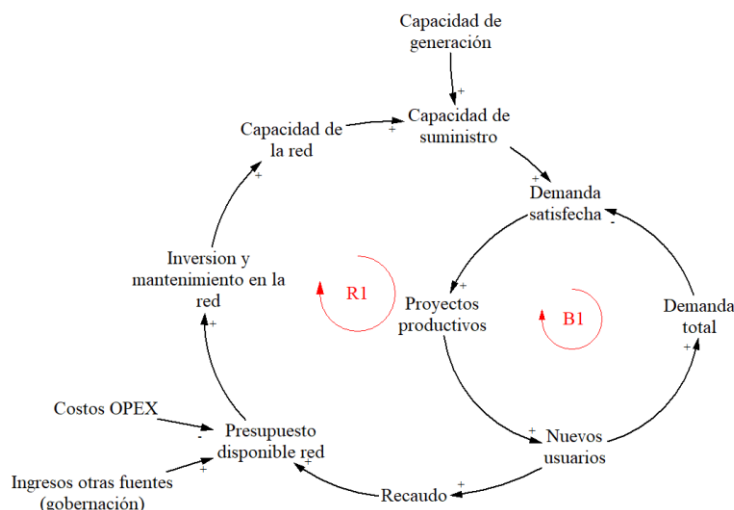 Capacidad de
generación
Capacidad de
suministro
Capacidad de
la red
Demanda
satisfecha
Inversion y
mantenimiento en la
red
R1
Proyectos
productivos
B1
Demanda
total
Costos OPEX
Presupuesto
disponible red
Nuevos
usuarios
Ingresos otras fuentes
(gobernación)
Recaudo
+
+
+
+
-
+
+
+
+
+
-
+
+
+